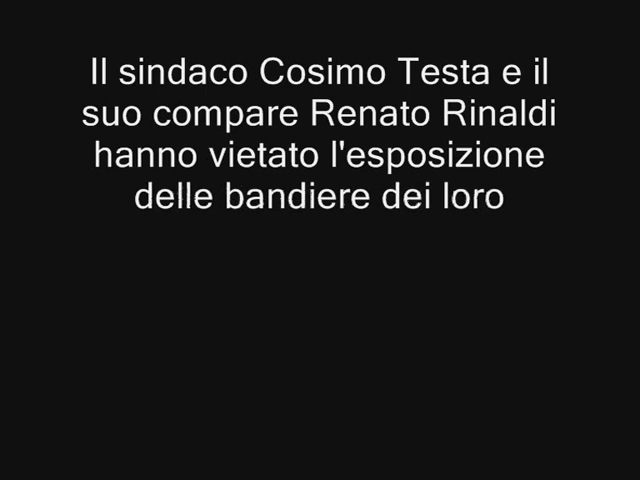 Il sindaco Cosimo Testa e il
suo compare Renato Rinaldi
hanno vietato l'esposizione
delle bandiere dei loro